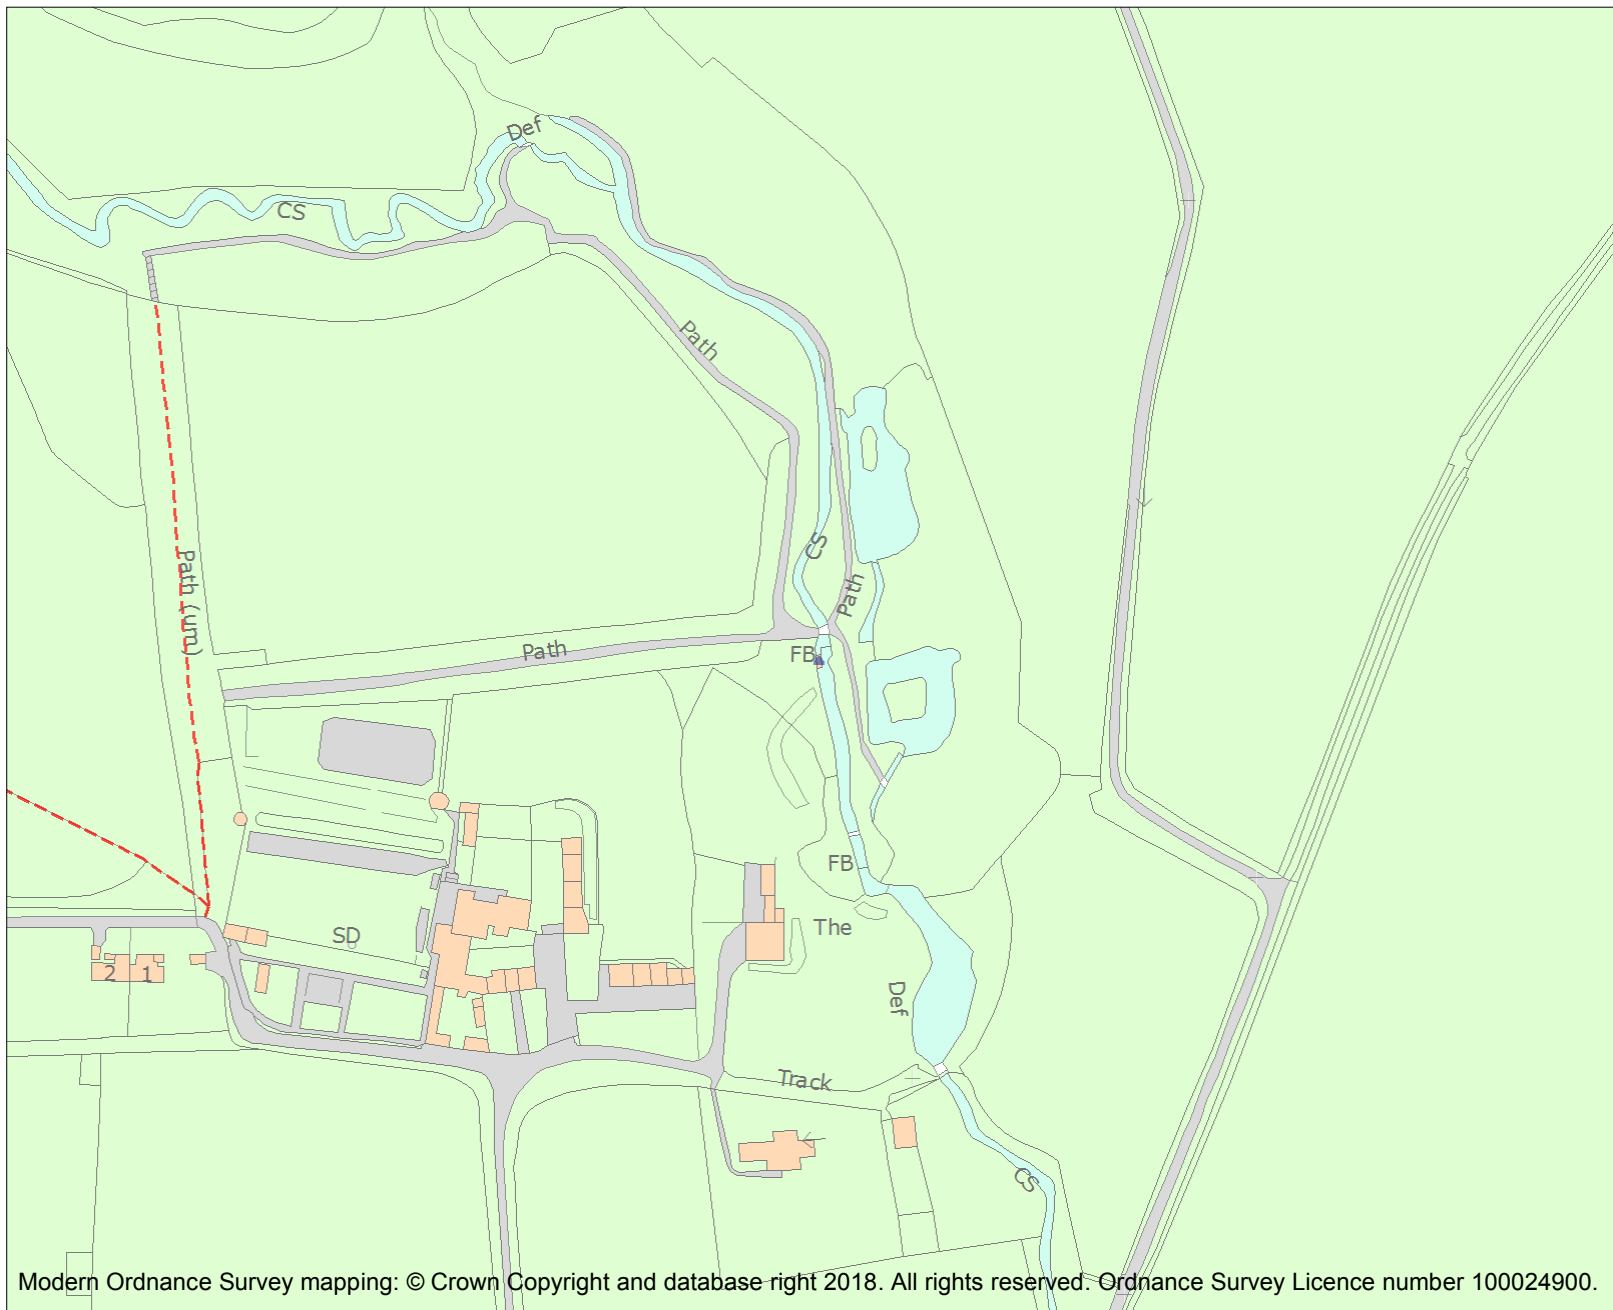 Def
CS
Path
CS
Path
Path (um)
Path
FB
FB
The
SD
2 1
Def
Track
CS
Modern Ordnance Survey mapping: © Crown Copyright and database right 2018. All rights reserved. Ordnance Survey Licence number 100024900.